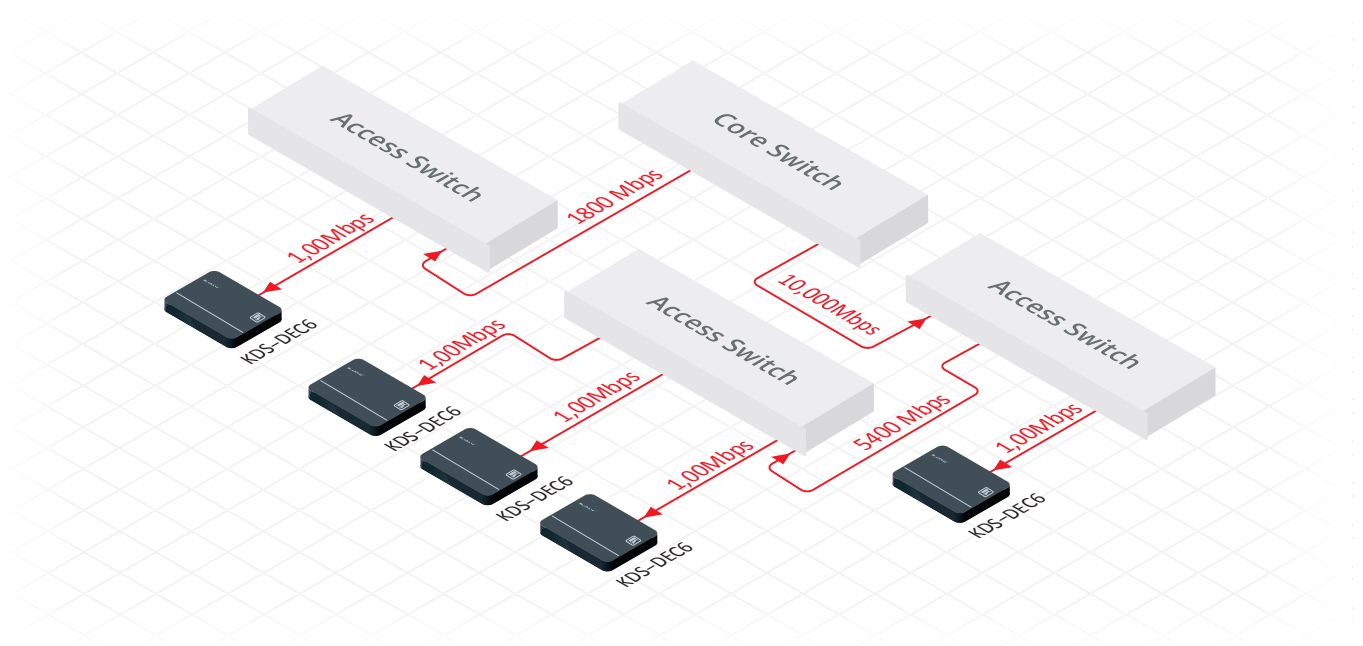 Access Switch
Core Switch
1800 Mbps
1,00Mbps
10,000Mbps
Access Switch
Access Switch
KDS-DEC6
1,00Mbps
1,00Mbps
5400 Mbps
1,00Mbps
KDS-DEC6
1,00Mbps
KDS-DEC6
KDS-DEC6
KDS-DEC6